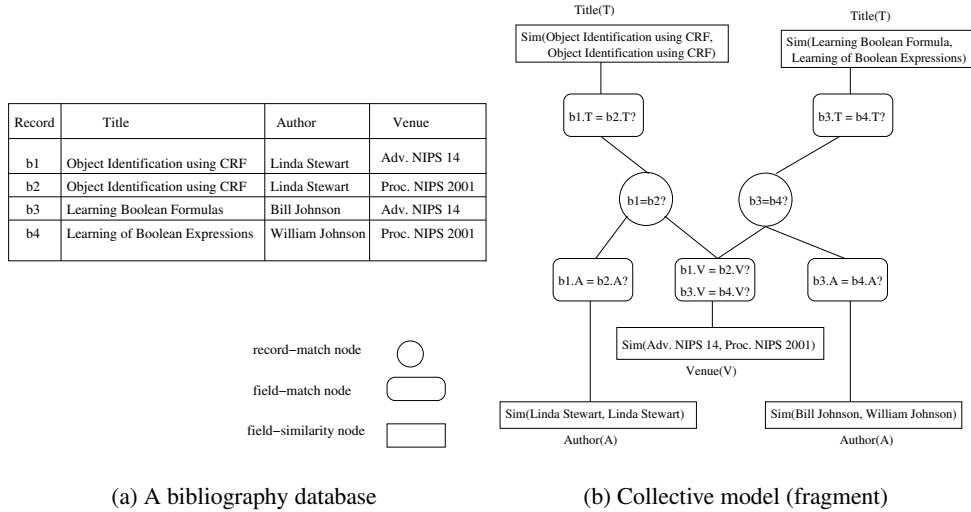 Record Title Author Venue
b1 Object Identification using CRF Linda Stewart Adv. NIPS 14
b2 Object Identification using CRF Linda Stewart Proc. NIPS 2001
b3 Learning Boolean Formulas Bill Johnson Adv. NIPS 14
b4 Learning of Boolean Expressions William Johnson Proc. NIPS 2001
record-match node
field-match node
field-similarity node
(a) A bibliography database
Title(T)
Sim(Object Identification using CRF,
Object Identification using CRF)
Title(T)
Sim(Learning Boolean Formula,
Learning of Boolean Expressions)
b1.T = b2.T?
b3.T = b4.T?
b1=b2?
b3=b4?
b1.A = b2.A?
b1.V = b2.V?
b3.V = b4.V?
b3.A = b4.A?
Sim(Adv. NIPS 14, Proc. NIPS 2001)
Venue(V)
Sim(Linda Stewart, Linda Stewart)
Author(A)
Sim(Bill Johnson, William Johnson)
Author(A)
(b) Collective model (fragment)